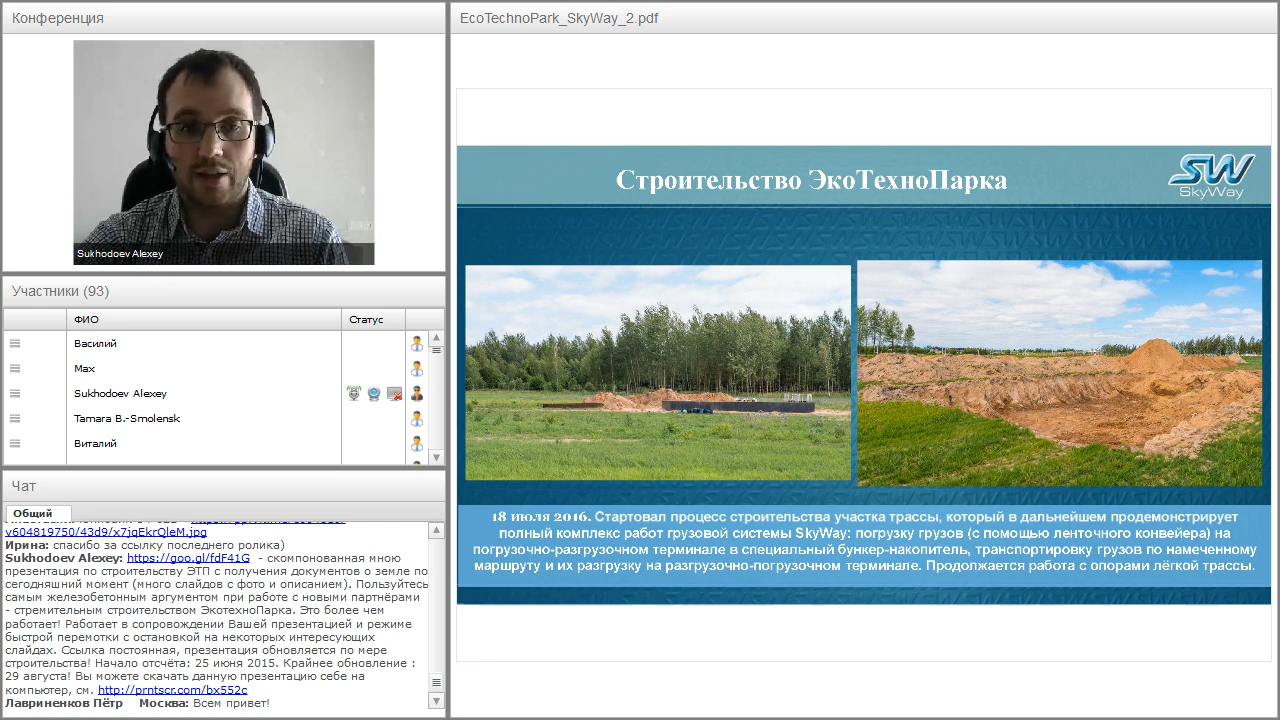 Конференция
Sukhodoev Alexey
Участники (93)
ФИО
Статус
Василий
Max
Sukhodoev Alexey
Tamara B.-Smolensk
Виталий
Чат
Общий
v604819750/43d9/x7jqEkrQleM.jpg
Ирина: спасибо за ссылку последнего ролика)
Sukhodoev Alexey: https://goo.gl/fdF41G - скомпонованная мною
презентация по строительству ЭТП с получения документов о земле по
сегодняшний момент (много слайдов с фото и описанием). Пользуйтесь
самым железобетонным аргументом при работе с новыми партнёрами
- стремительным строительством ЭкотехноПарка. Это более чем
работает! Работает в сопровождении Вашей презентацией и режиме
быстрой перемотки с остановкой на некоторых интересующих
слайдах. Ссылка постоянная, презентация обновляется по мере
строительства! Начало отсчёта: 25 июня 2015. Крайнее обновление :
29 августа! Вы можете скачать данную презентацию себе на
компьютер, см. http://prntscr.com/bx552c
Лавриненков Пётр Москва: Всем привет!
EcoTechnoPark_SkyWay_2.pdf
Строительство ЭкоТехноПарка
SW
SkyWay
18 июля 2016. Стартовал процесс строительства участка трассы, который в дальнейшем продемонстрирует
полный комплекс работ грузовой системы SkyWay: погрузку грузов (с помощью ленточного конвейера) на
погрузочно-разгрузочном терминале в специальный бункер-накопитель, транспортировку грузов по намеченному
маршруту и их разгрузку на разгрузочно-погрузочном терминале. Продолжается работа с опорами лёгкой трассы.